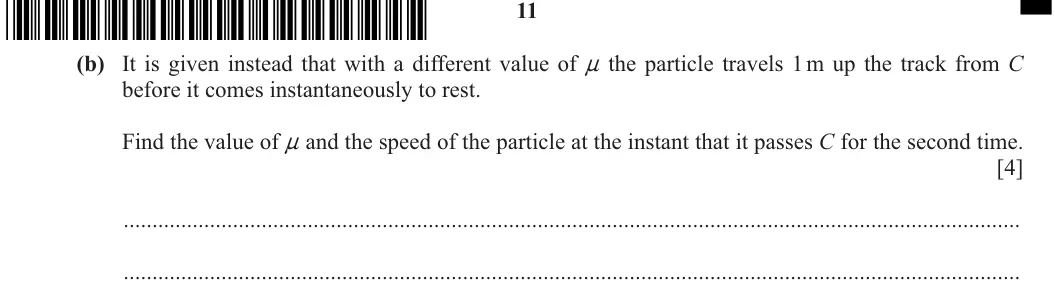 11
(b) It is given instead that with a different value of μ the particle travels 1 m up the track from C
before it comes instantaneously to rest.
Find the value of μ and the speed of the particle at the instant that it passes C for the second time.
[4]
................................................................................
................................................................................